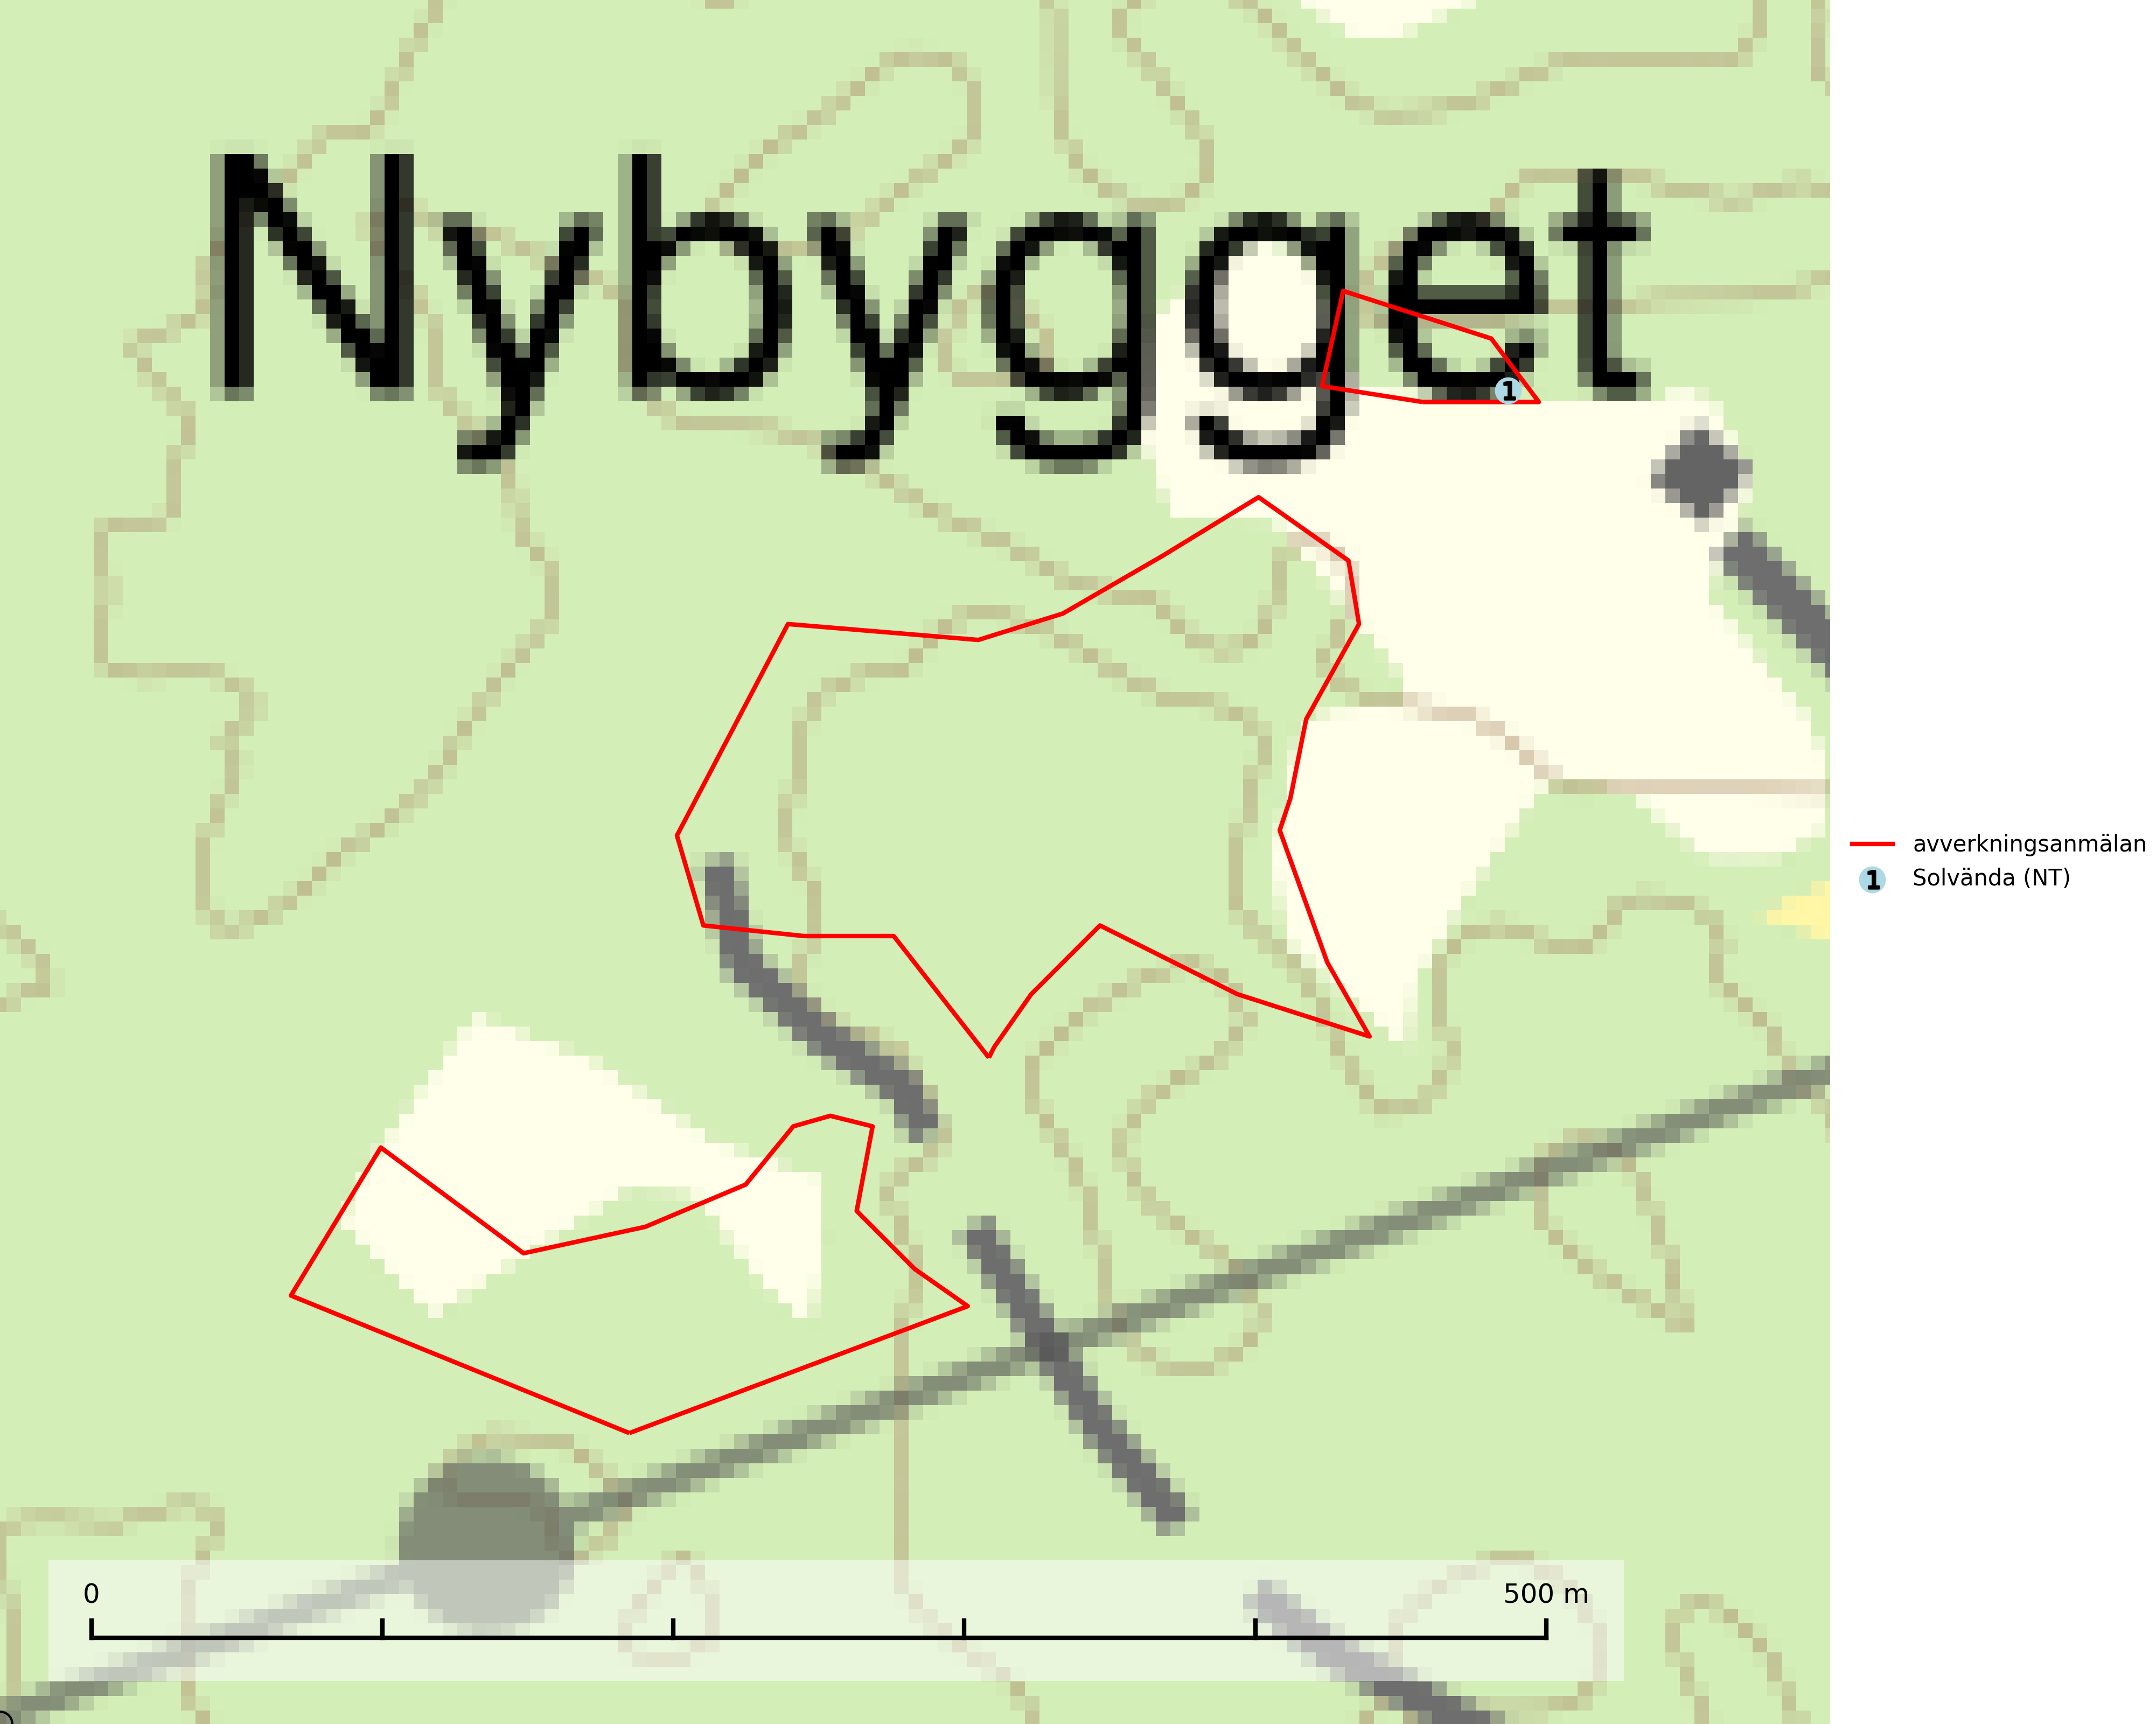 Nybygget
1
avverkningsanmälan
1 Solvända (NT)
0 500 m